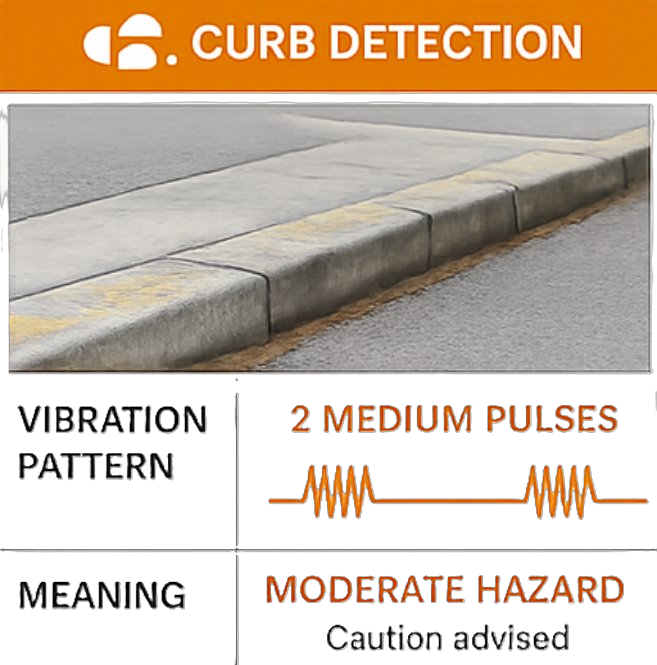 CURB DETECTION
VIBRATION
PATTERN
2 MEDIUM PULSES
MEANING
MODERATE HAZARD
Caution advised